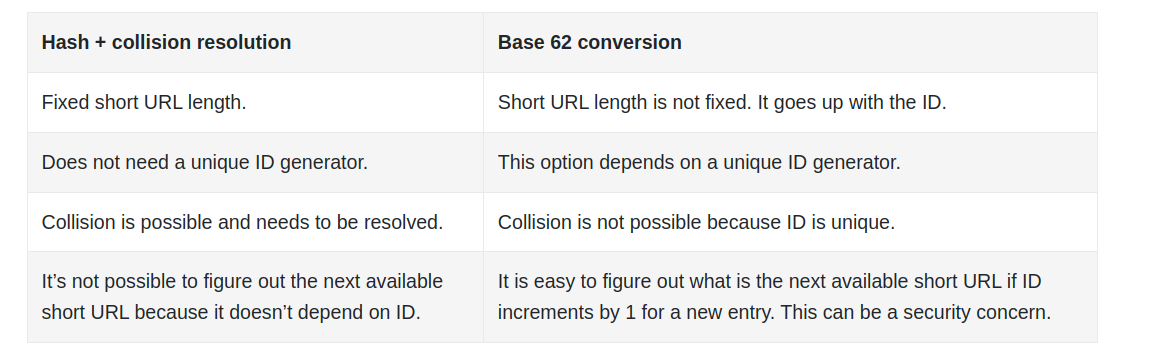 Hash + collision resolution
Base 62 conversion
Fixed short URL length.
Short URL length is not fixed. It goes up with the ID.
Does not need a unique ID generator.
This option depends on a unique ID generator.
Collision is possible and needs to be resolved.
Collision is not possible because ID is unique.
It’s not possible to figure out the next available
short URL because it doesn’t depend on ID.
It is easy to figure out what is the next available short URL if ID
increments by 1 for a new entry. This can be a security concern.